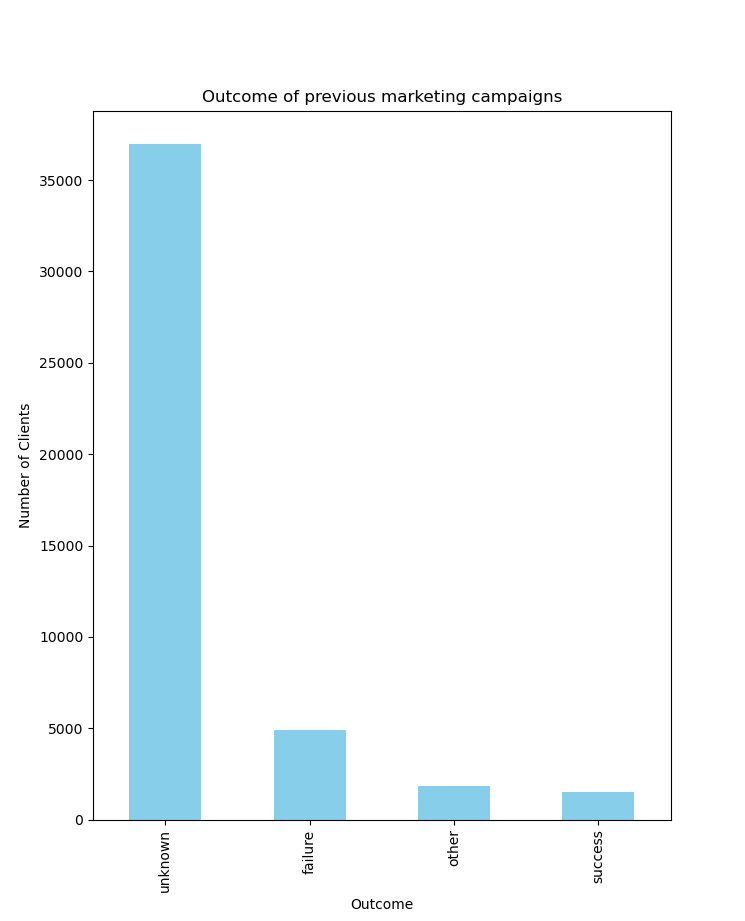 Outcome of previous marketing campaigns
Number of Clients
35000
30000
25000
20000
15000
10000
5000
0
unknown
failure
other
success
Outcome